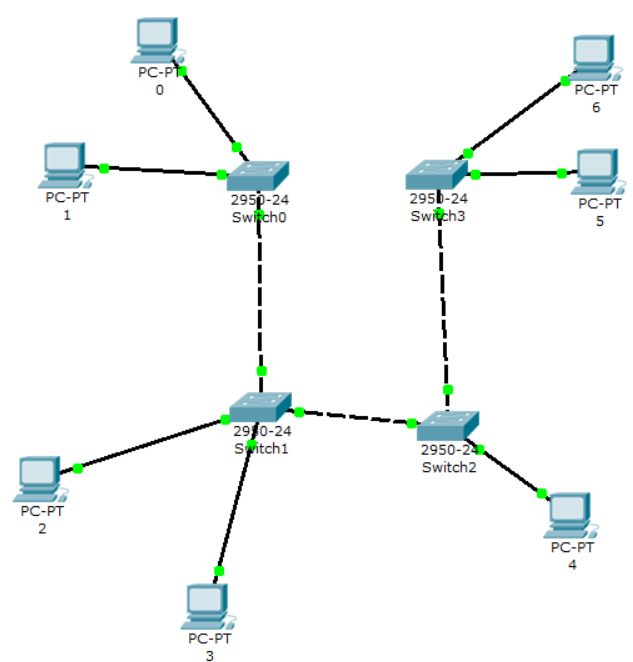 PC-PT
0
PC-PT
6
PC-PT
1
2950-24
Switch0
2950-24
Switch3
PC-PT
5
2950-24
Switch1
2950-24
Switch2
PC-PT
2
PC-PT
4
PC-PT
3